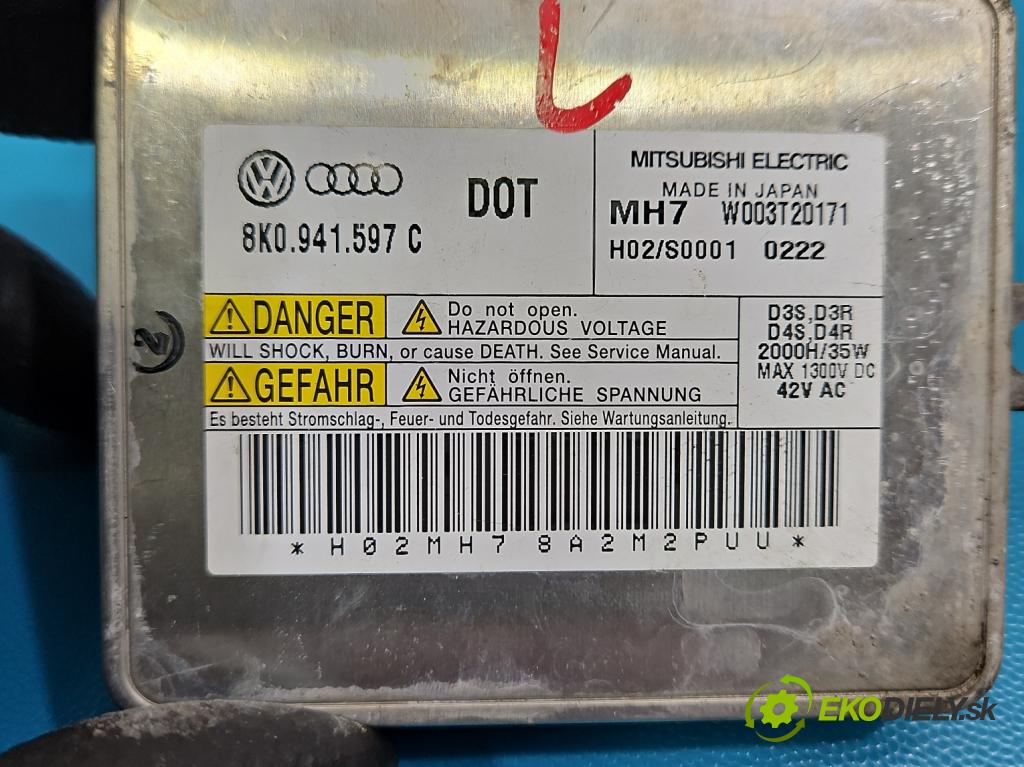 L
VW
8K0.941.597 C
DOT
MITSUBISHI ELECTRIC
MADE IN JAPAN
MH7 W003T20171
H02/S0001 0222
DANGER
Do not open.
HAZARDOUS VOLTAGE
WILL SHOCK, BURN, or cause DEATH. See Service Manual.
GEFAHR
Nicht öffnen.
GEFÄHRLICHE SPANNUNG
Es besteht Stromschlag-, Feuer- und Todesgefahr. Siehe Wartungsanleitung.
D3S,D3R
D4S,D4R
2000H/35W
MAX 1300V DC
42V AC
*H02MH78A2M2PUU*
EKODIELY.sk